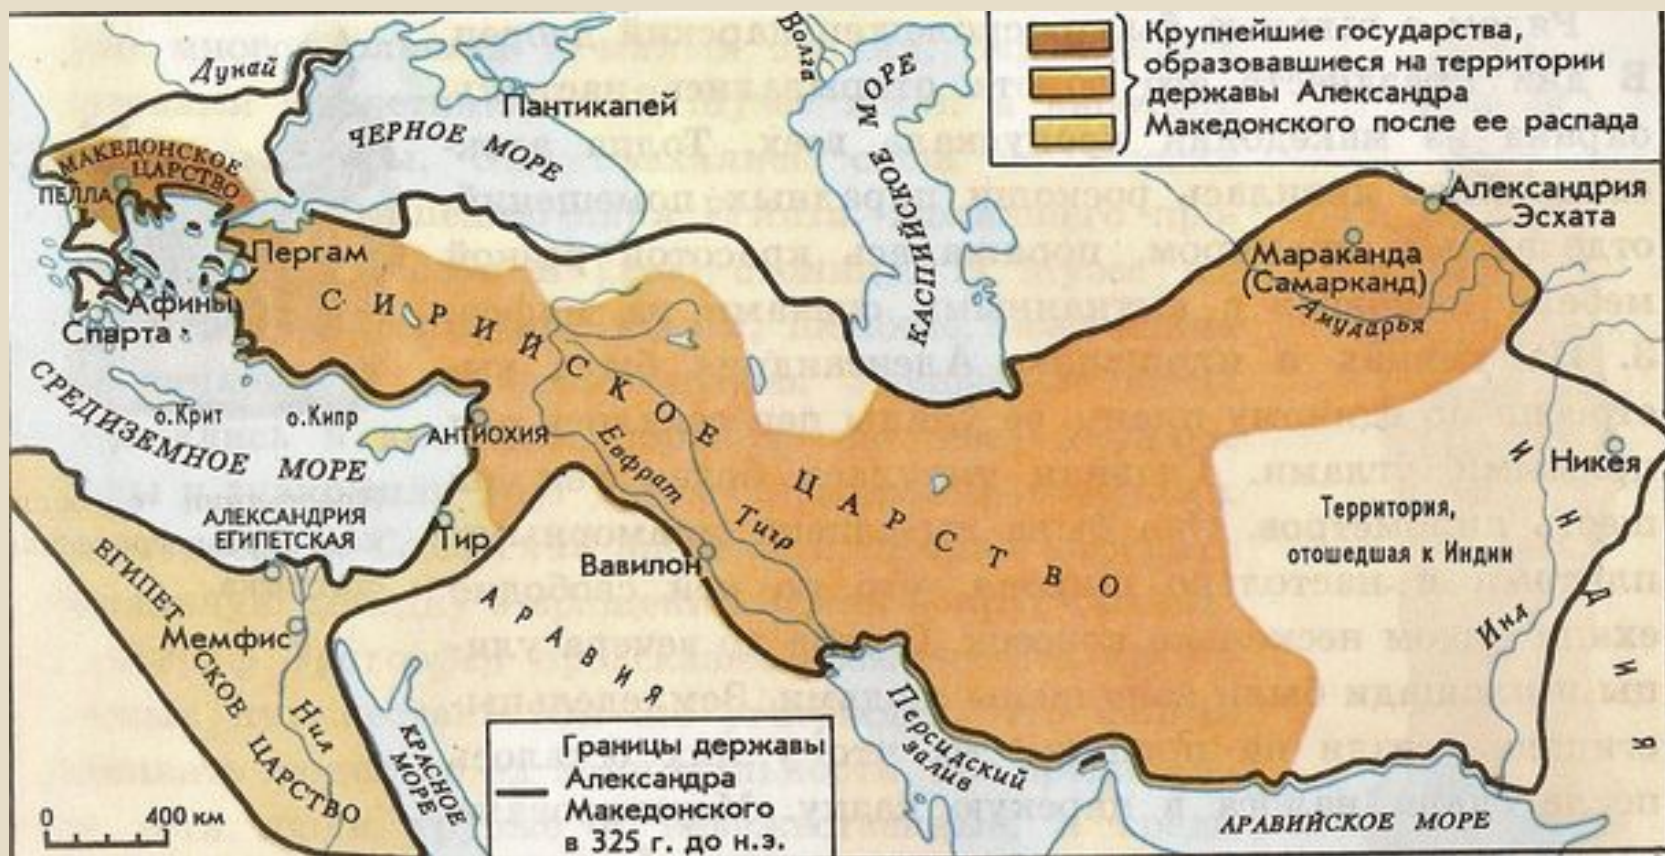 Крупнейшие государства,
образовавшиеся на территории
державы Александра
Македонского после ее распада
Дунай
Волга
Пантикапей
ЧЕРНОЕ МОРЕ
КАСПИЙСКОЕ МОРЕ
МАКЕДОНСКОЕ
ЦАРСТВО
ПЕЛЛА
Пергам
Афины
Спарта
Александрия
Эсхата
Мараканда
(Самарканд)
Амударья
СИРИЙСКОЕ ЦАРСТВО
СРЕДИЗЕМНОЕ МОРЕ
о.Крит
о.Кипр
АНТИОХИЯ
Евфрат
Тигр
Никея
ИНДИЯ
Территория,
отошедшая к Индии
Инд
АЛЕКСАНДРИЯ
ЕГИПЕТСКАЯ
Тир
Вавилон
ЕГИПЕТСКОЕ ЦАРСТВО
Мемфис
Нил
АРАВИЯ
КРАСНОЕ
МОРЕ
Персидский
залив
АРАВИЙСКОЕ МОРЕ
Границы державы
Александра
Македонского
в 325 г. до н.э.
0 400 км